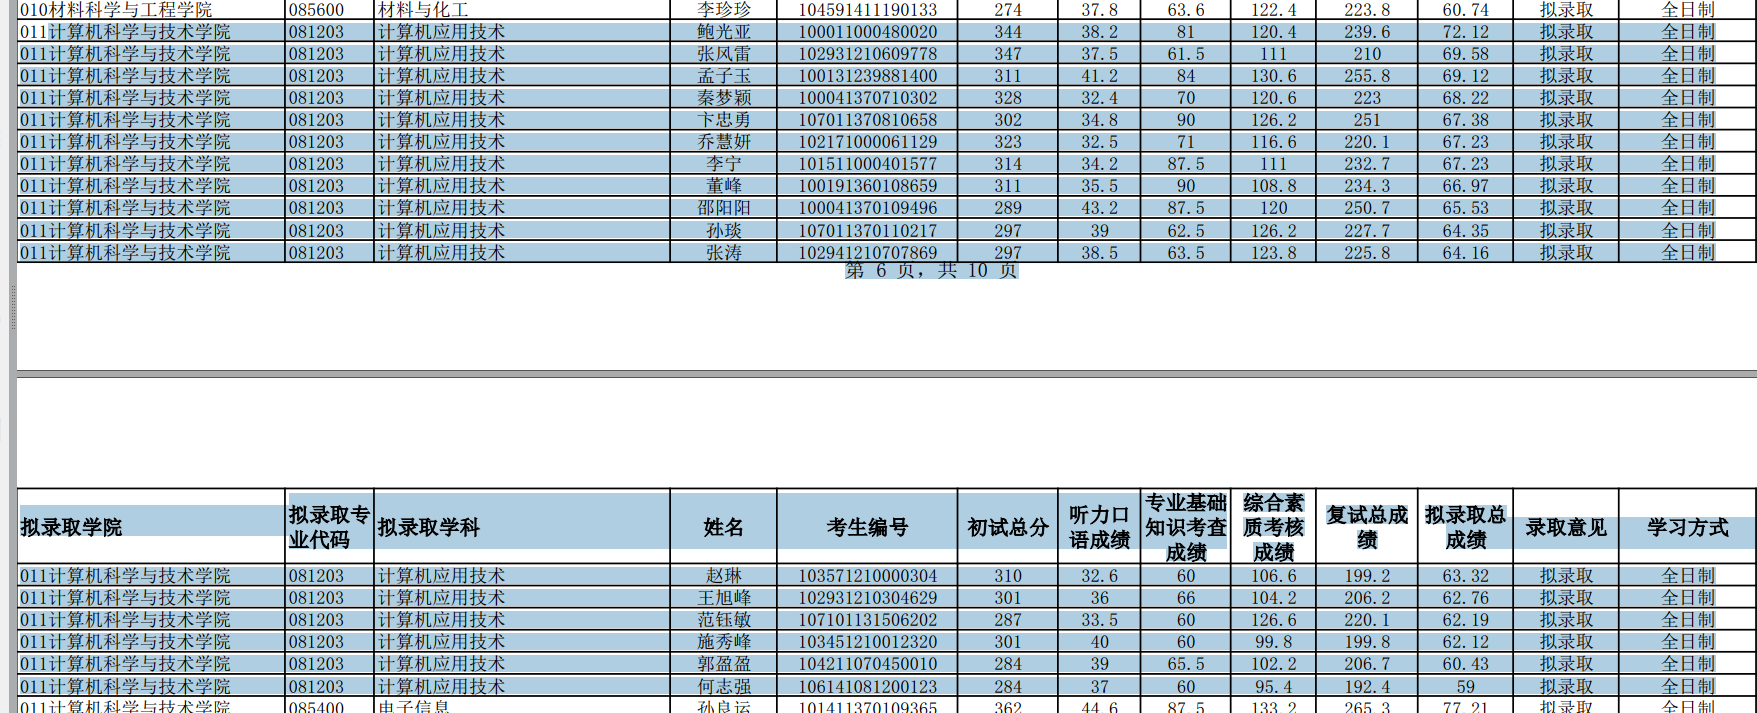 010材料科学与工程学院 085600 材料与化工 李珍珍 104591411190133 274 37.8 63.6 122.4 223.8 60.74 拟录取 全日制
011计算机科学与技术学院 081203 计算机应用技术 鲍光亚 100011000480020 344 38.2 81 120.4 239.6 72.12 拟录取 全日制
011计算机科学与技术学院 081203 计算机应用技术 张风雷 102931210609778 347 37.5 61.5 111 210 69.58 拟录取 全日制
011计算机科学与技术学院 081203 计算机应用技术 孟子玉 100131239881400 311 41.2 84 130.6 255.8 69.12 拟录取 全日制
011计算机科学与技术学院 081203 计算机应用技术 秦梦颖 100041370710302 328 32.4 70 120.6 223 68.22 拟录取 全日制
011计算机科学与技术学院 081203 计算机应用技术 卞忠勇 107011370810658 302 34.8 90 126.2 251 67.38 拟录取 全日制
011计算机科学与技术学院 081203 计算机应用技术 乔慧妍 102171000061129 323 32.5 71 116.6 220.1 67.23 拟录取 全日制
011计算机科学与技术学院 081203 计算机应用技术 李宁 101511000401577 314 34.2 87.5 111 232.7 67.23 拟录取 全日制
011计算机科学与技术学院 081203 计算机应用技术 董峰 100191360108659 311 35.5 90 108.8 234.3 66.97 拟录取 全日制
011计算机科学与技术学院 081203 计算机应用技术 邵阳阳 100041370109496 289 43.2 87.5 120 250.7 65.53 拟录取 全日制
011计算机科学与技术学院 081203 计算机应用技术 孙琰 107011370110217 297 39 62.5 126.2 227.7 64.35 拟录取 全日制
011计算机科学与技术学院 081203 计算机应用技术 张涛 102941210707869 297 38.5 63.5 123.8 225.8 64.16 拟录取 全日制
第 6 页，共 10 页
拟录取学院 拟录取专业代码 拟录取学科 姓名 考生编号 初试总分 听力口语成绩 专业基础知识考查成绩 综合素质考核成绩 复试总成绩 拟录取总成绩 录取意见 学习方式
011计算机科学与技术学院 081203 计算机应用技术 赵琳 103571210000304 310 32.6 60 106.6 199.2 63.32 拟录取 全日制
011计算机科学与技术学院 081203 计算机应用技术 王旭峰 102931210304629 301 36 66 104.2 206.2 62.76 拟录取 全日制
011计算机科学与技术学院 081203 计算机应用技术 范钰敏 107101131506202 287 33.5 60 126.6 220.1 62.19 拟录取 全日制
011计算机科学与技术学院 081203 计算机应用技术 施秀峰 103451210012320 301 40 60 99.8 199.8 62.12 拟录取 全日制
011计算机科学与技术学院 081203 计算机应用技术 郭盈盈 104211070450010 284 39 65.5 102.2 206.7 60.43 拟录取 全日制
011计算机科学与技术学院 081203 计算机应用技术 何志强 106141081200123 284 37 60 95.4 192.4 59 拟录取 全日制
011计算机科学与技术学院 085400 电子信息 孙良运 101411370109365 362 44.6 87.5 133.2 265.3 77.21 拟录取 全日制